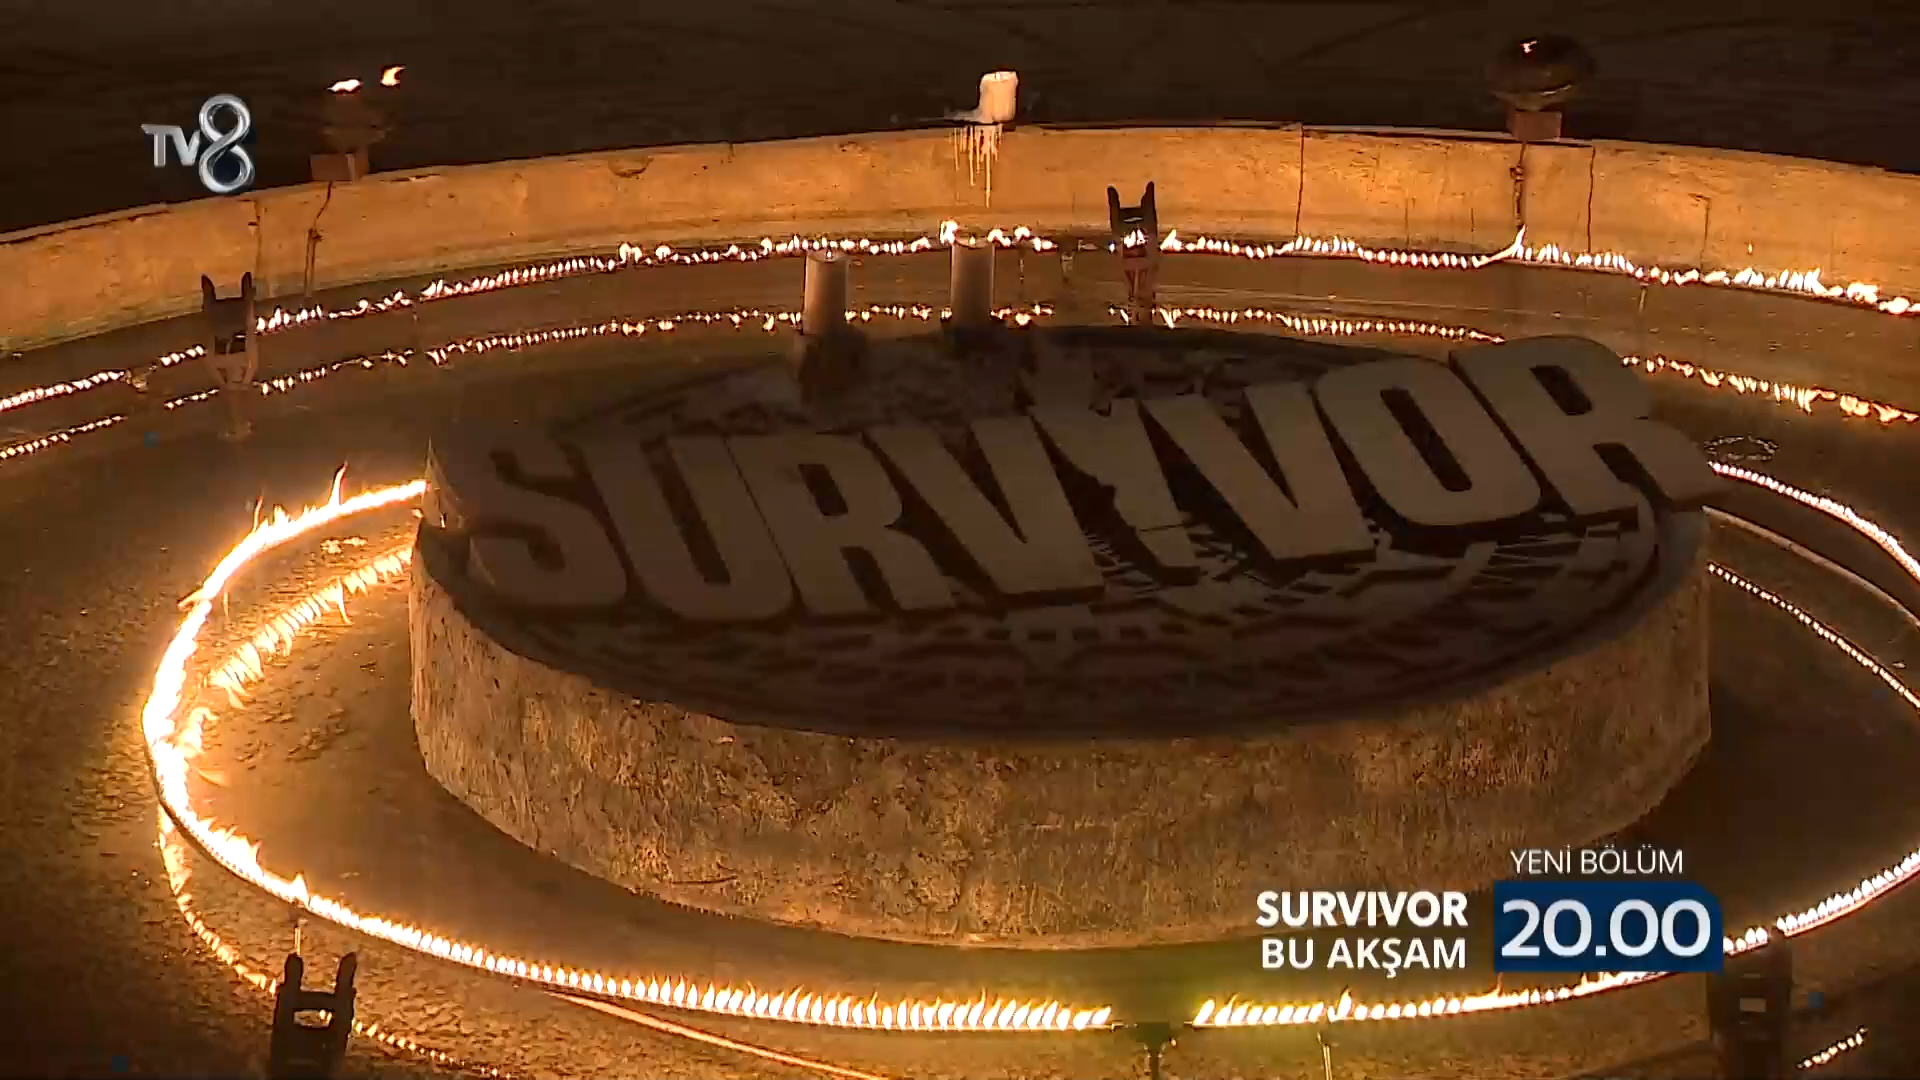 TV8
SURVIVOR
YENİ BÖLÜM
SURVIVOR
BU AKŞAM
20.00